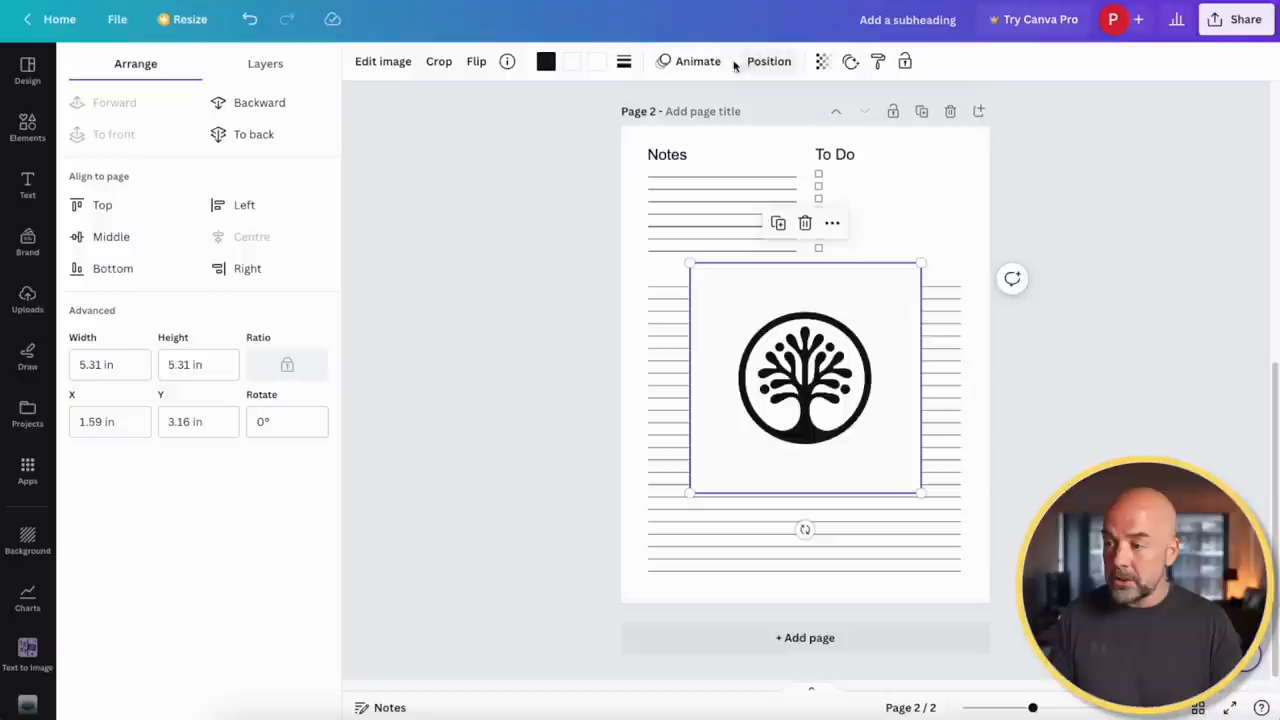 Home File Resize Add a subheading Try Canva Pro P + Share
Design
Elements
Text
Brand
Uploads
Draw
Projects
Apps
Background
Charts
Text to Image
Arrange Layers
Forward Backward
To front To back
Align to page
Top Left
Middle Centre
Bottom Right
Advanced
Width Height Ratio
5.31 in 5.31 in
X Y Rotate
1.59 in 3.16 in 0°
Edit image Crop Flip Animate Position
Page 2 - Add page title
Notes To Do
+ Add page
Notes Page 2 / 2